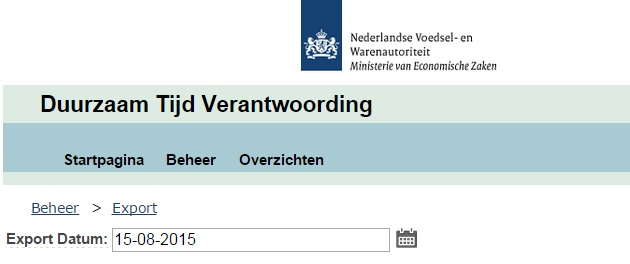 Nederlandse Voedsel- en
Warenautoriteit
Ministerie van Economische Zaken
Duurzaam Tijd Verantwoording
Startpagina Beheer Overzichten
Beheer > Export
Export Datum: 15-08-2015